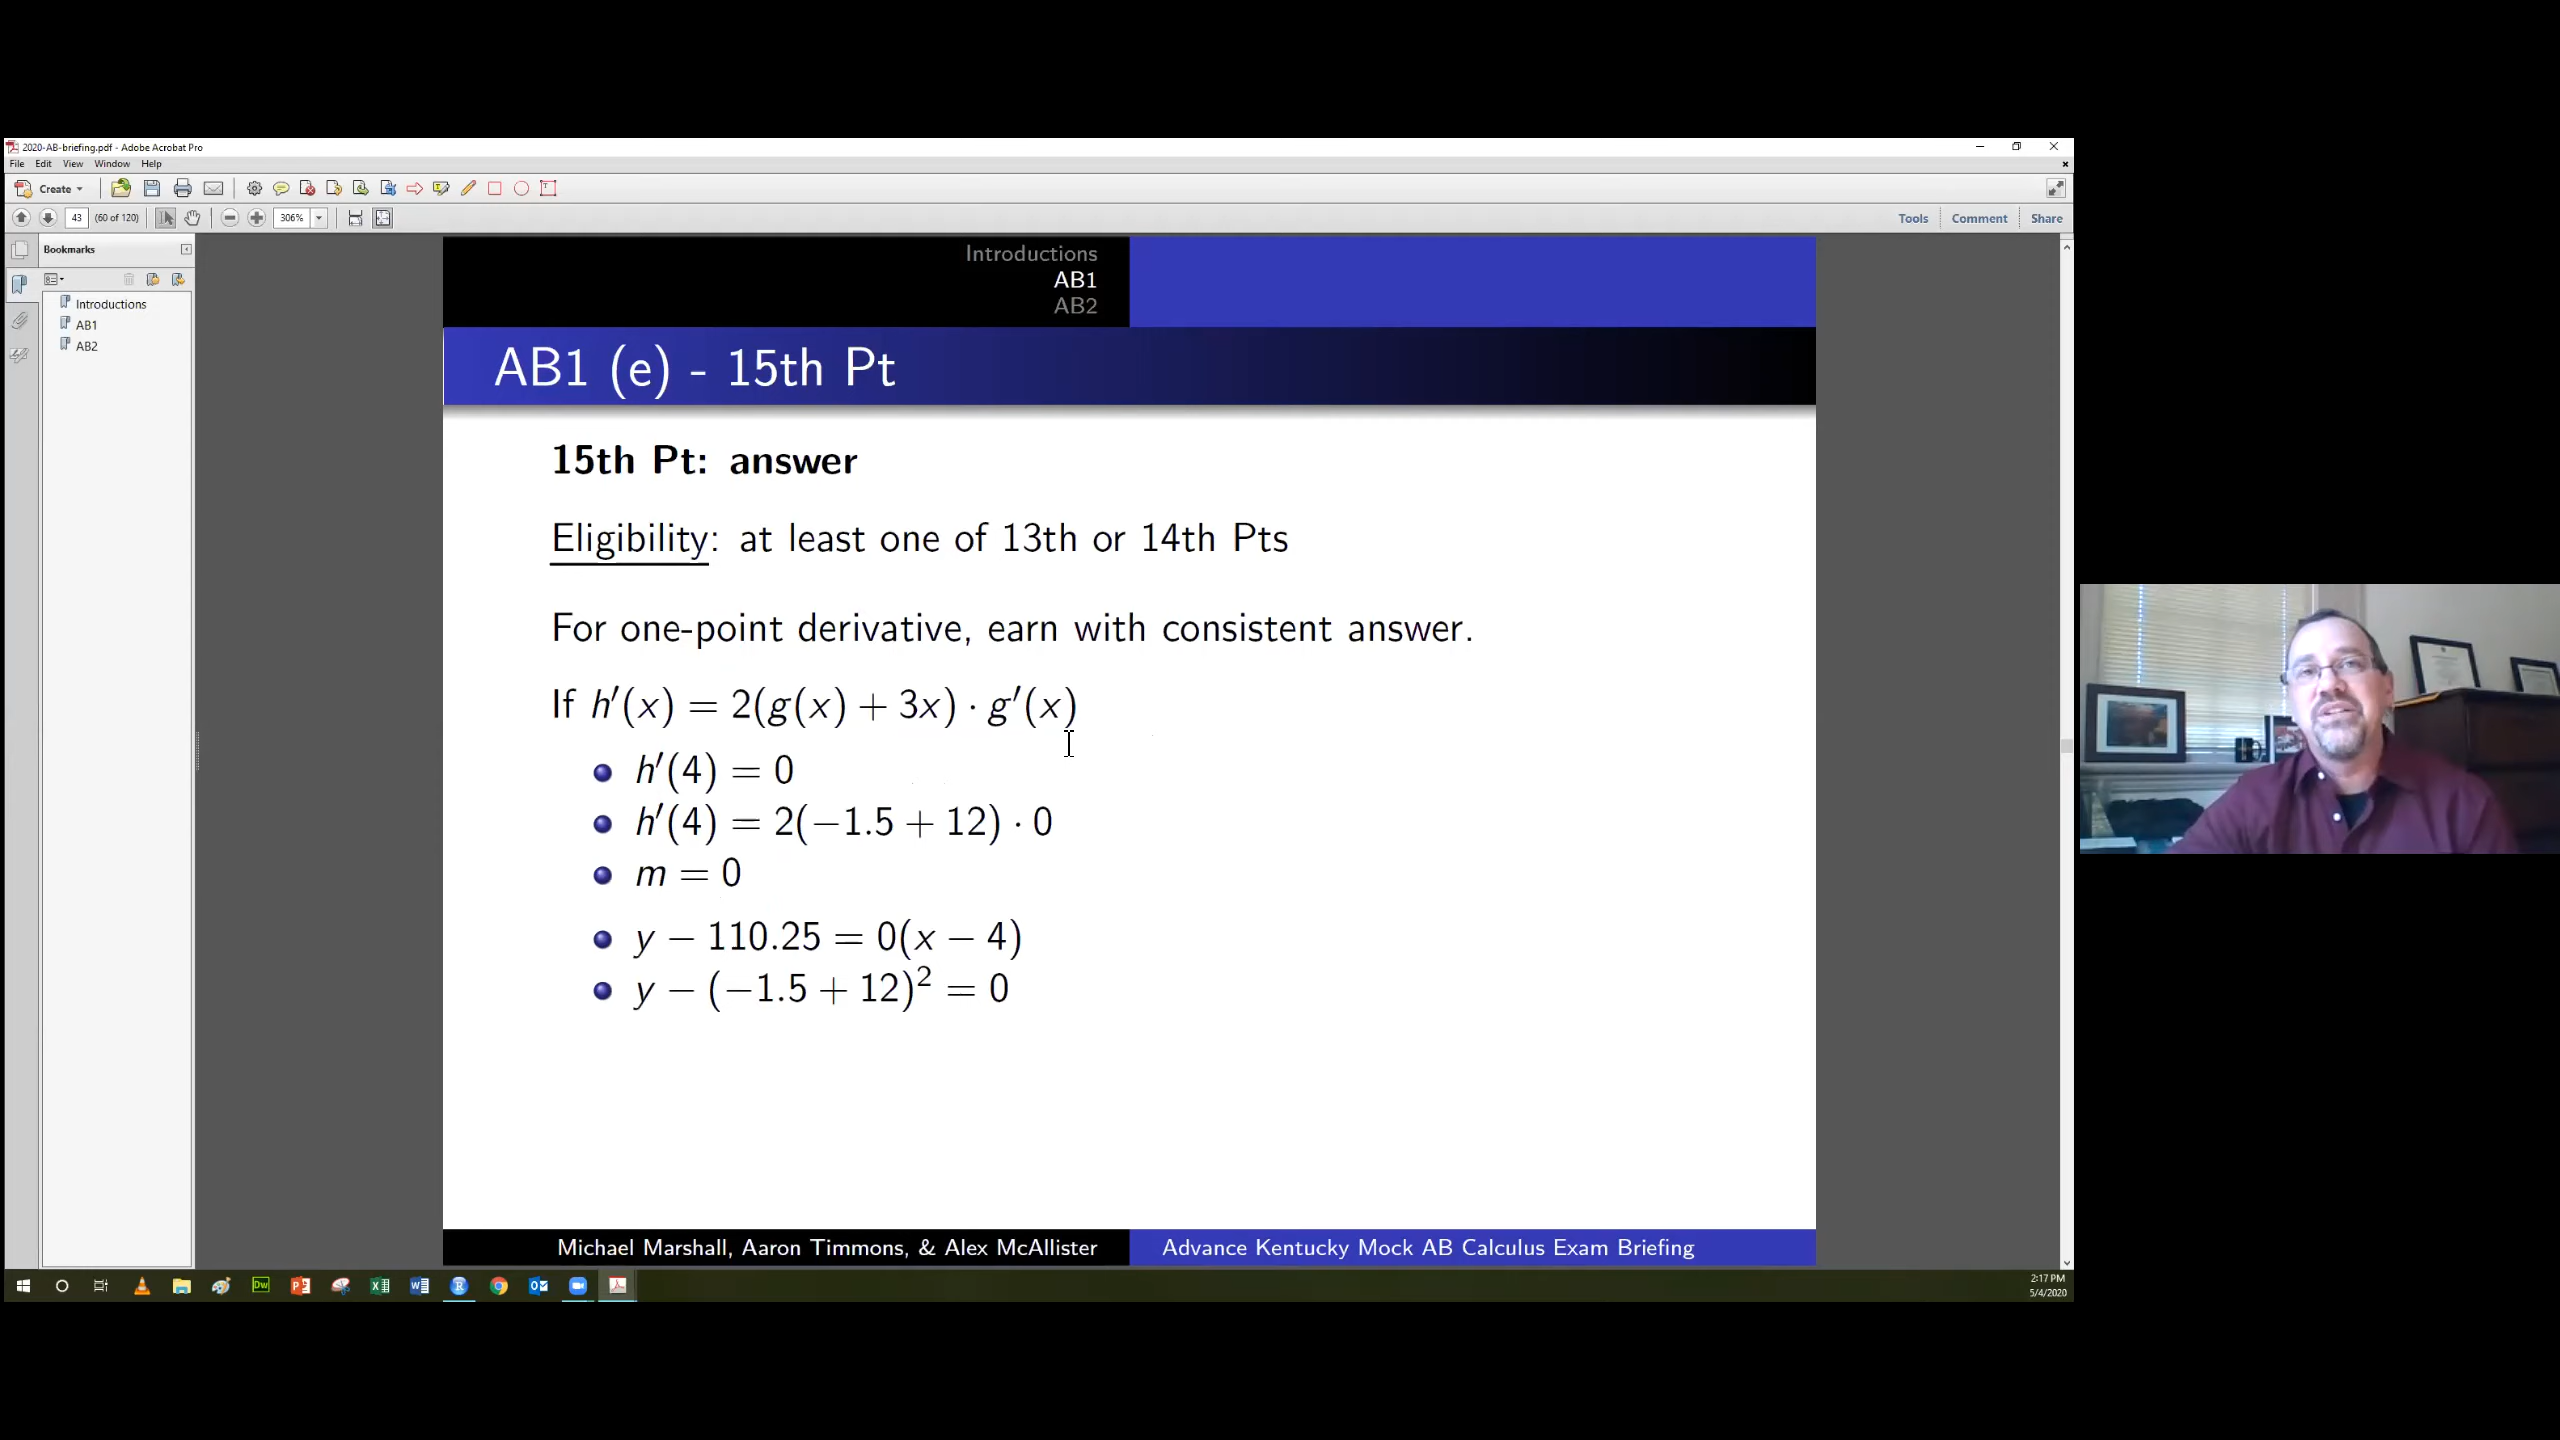 2020-AB-briefing.pdf - Adobe Acrobat Pro
File Edit View Window Help
Create
43 (60 of 120) 306% Tools Comment Share
Bookmarks
Introductions
AB1
AB2
Introductions
AB1
AB2
AB1 (e) - 15th Pt
15th Pt: answer
Eligibility: at least one of 13th or 14th Pts
For one-point derivative, earn with consistent answer.
If h′(x) = 2(g(x) + 3x) · g′(x)
h′(4) = 0
h′(4) = 2(−1.5 + 12) · 0
m = 0
y − 110.25 = 0(x − 4)
y − (−1.5 + 12)² = 0
Michael Marshall, Aaron Timmons, & Alex McAllister Advance Kentucky Mock AB Calculus Exam Briefing
2:17 PM
5/4/2020